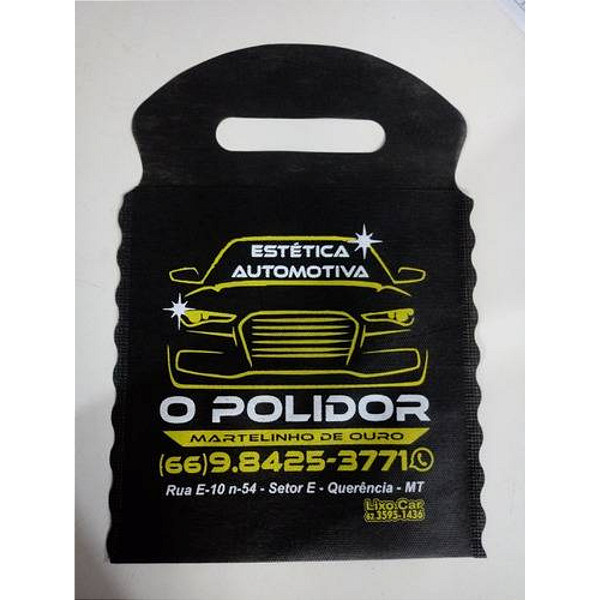 ESTÉTICA
AUTOMOTIVA
O POLIDOR
MARTELINHO DE OURO
(66)9.8425-3771
Rua E-10 n-54 - Setor E - Querência - MT
Lixo.Car
62 3595-1436